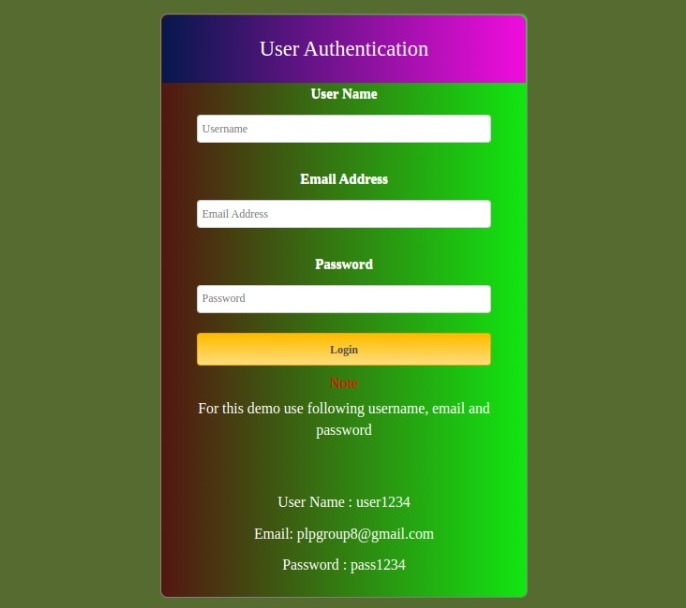 User Authentication
User Name
Username
Email Address
Email Address
Password
Password
Login
Note
For this demo use following username, email and
password
User Name : user1234
Email: plpgroup8@gmail.com
Password : pass1234